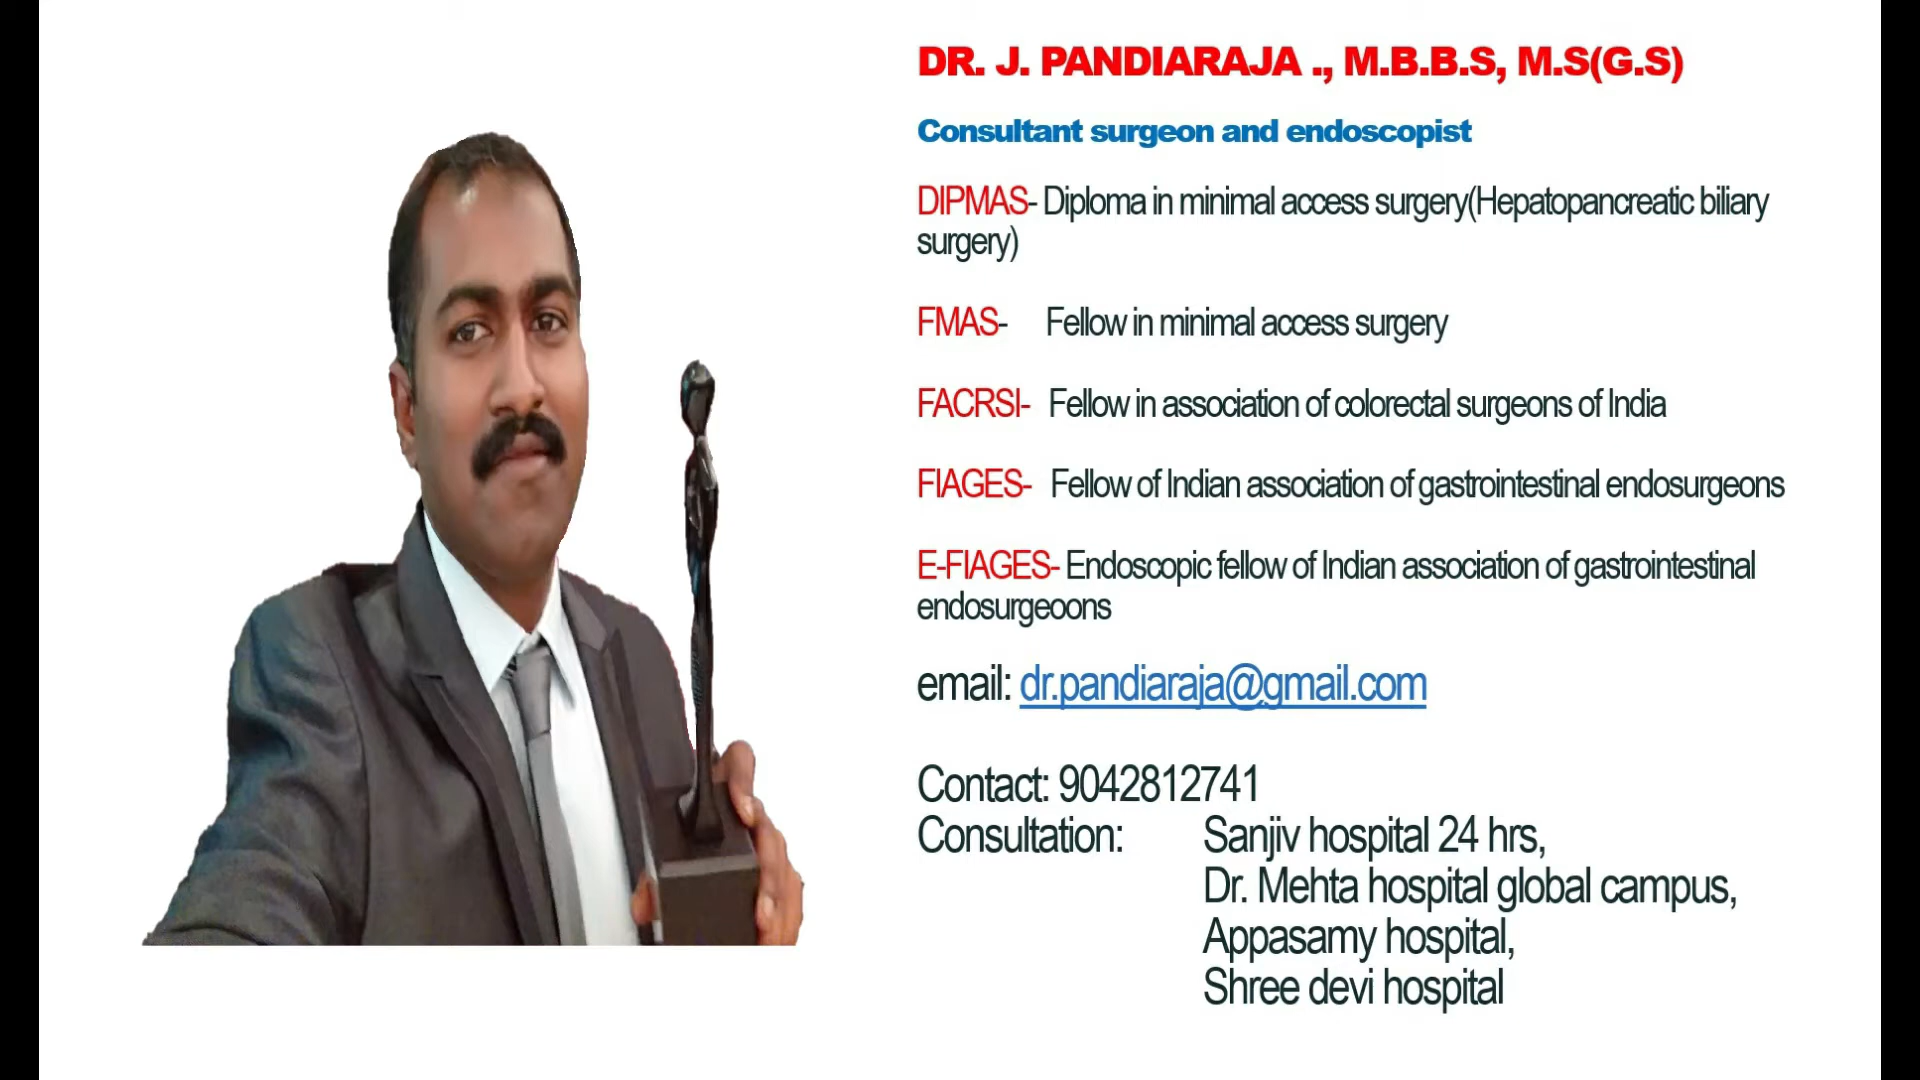 DR. J. PANDIARAJA ., M.B.B.S, M.S(G.S)
Consultant surgeon and endoscopist
DIPMAS- Diploma in minimal access surgery(Hepatopancreatic biliary
surgery)
FMAS- Fellow in minimal access surgery
FACRSI- Fellow in association of colorectal surgeons of India
FIAGES- Fellow of Indian association of gastrointestinal endosurgeons
E-FIAGES- Endoscopic fellow of Indian association of gastrointestinal
endosurgeoons
email: dr.pandiaraja@gmail.com
Contact: 9042812741
Consultation: Sanjiv hospital 24 hrs,
Dr. Mehta hospital global campus,
Appasamy hospital,
Shree devi hospital